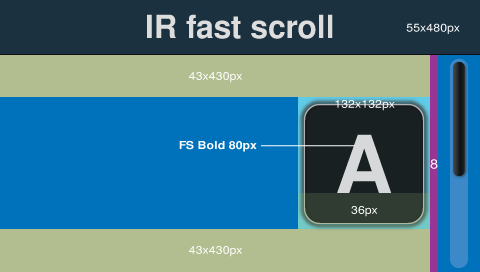 IR fast scroll
55x480px
43x430px
132x132px
FS Bold 80px
A
8
36px
43x430px